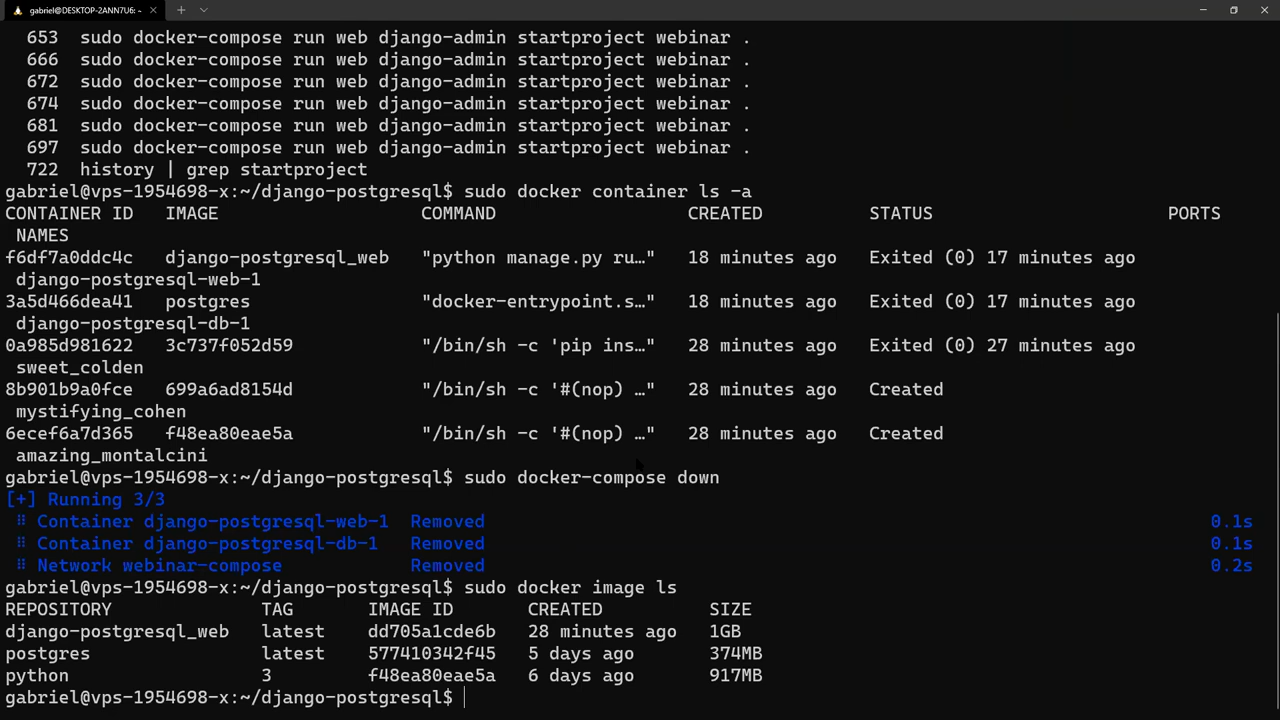 gabriel@DESKTOP-2ANN7U6: ~
653 sudo docker-compose run web django-admin startproject webinar .
666 sudo docker-compose run web django-admin startproject webinar .
672 sudo docker-compose run web django-admin startproject webinar .
674 sudo docker-compose run web django-admin startproject webinar .
681 sudo docker-compose run web django-admin startproject webinar .
697 sudo docker-compose run web django-admin startproject webinar .
722 history | grep startproject
gabriel@vps-1954698-x:~/django-postgresql$ sudo docker container ls -a
CONTAINER ID IMAGE COMMAND CREATED STATUS PORTS
NAMES
f6df7a0ddc4c django-postgresql_web "python manage.py ru…" 18 minutes ago Exited (0) 17 minutes ago
django-postgresql-web-1
3a5d466dea41 postgres "docker-entrypoint.s…" 18 minutes ago Exited (0) 17 minutes ago
django-postgresql-db-1
0a985d981622 3c737f052d59 "/bin/sh -c 'pip ins…" 28 minutes ago Exited (0) 27 minutes ago
sweet_colden
8b901b9a0fce 699a6ad8154d "/bin/sh -c '#(nop) …" 28 minutes ago Created
mystifying_cohen
6ecef6a7d365 f48ea80eae5a "/bin/sh -c '#(nop) …" 28 minutes ago Created
amazing_montalcini
gabriel@vps-1954698-x:~/django-postgresql$ sudo docker-compose down
[+] Running 3/3
⠿ Container django-postgresql-web-1 Removed 0.1s
⠿ Container django-postgresql-db-1 Removed 0.1s
⠿ Network webinar-compose Removed 0.2s
gabriel@vps-1954698-x:~/django-postgresql$ sudo docker image ls
REPOSITORY TAG IMAGE ID CREATED SIZE
django-postgresql_web latest dd705a1cde6b 28 minutes ago 1GB
postgres latest 577410342f45 5 days ago 374MB
python 3 f48ea80eae5a 6 days ago 917MB
gabriel@vps-1954698-x:~/django-postgresql$